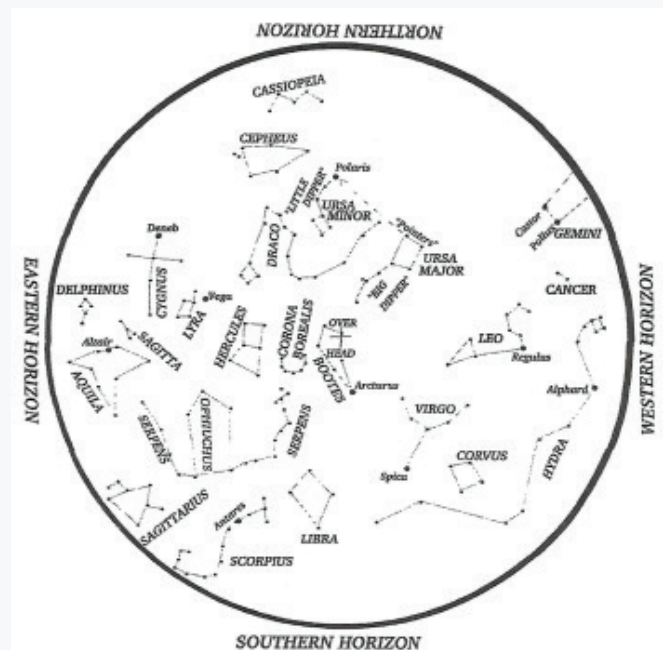 NORTHERN HORIZON
CASSIOPEIA
CEPHEUS
Polaris
"LITTLE
DIPPER"
URSA
MINOR
"Pointers"
Castor
Pollux
GEMINI
DRACO
URSA
MAJOR
Deneb
"BIG
DIPPER"
CANCER
EASTERN HORIZON
DELPHINUS
CYGNUS
Vega
LYRA
HERCULES
CORONA
BOREALIS
OVER
HEAD
LEO
Regulus
WESTERN HORIZON
SAGITTA
Altair
AQUILA
BOOTES
Arcturus
Alphard
SERPENS
OPHIUCHUS
SERPENS
VIRGO
CORVUS
HYDRA
Spica
SAGITTARIUS
Antares
LIBRA
SCORPIUS
SOUTHERN HORIZON